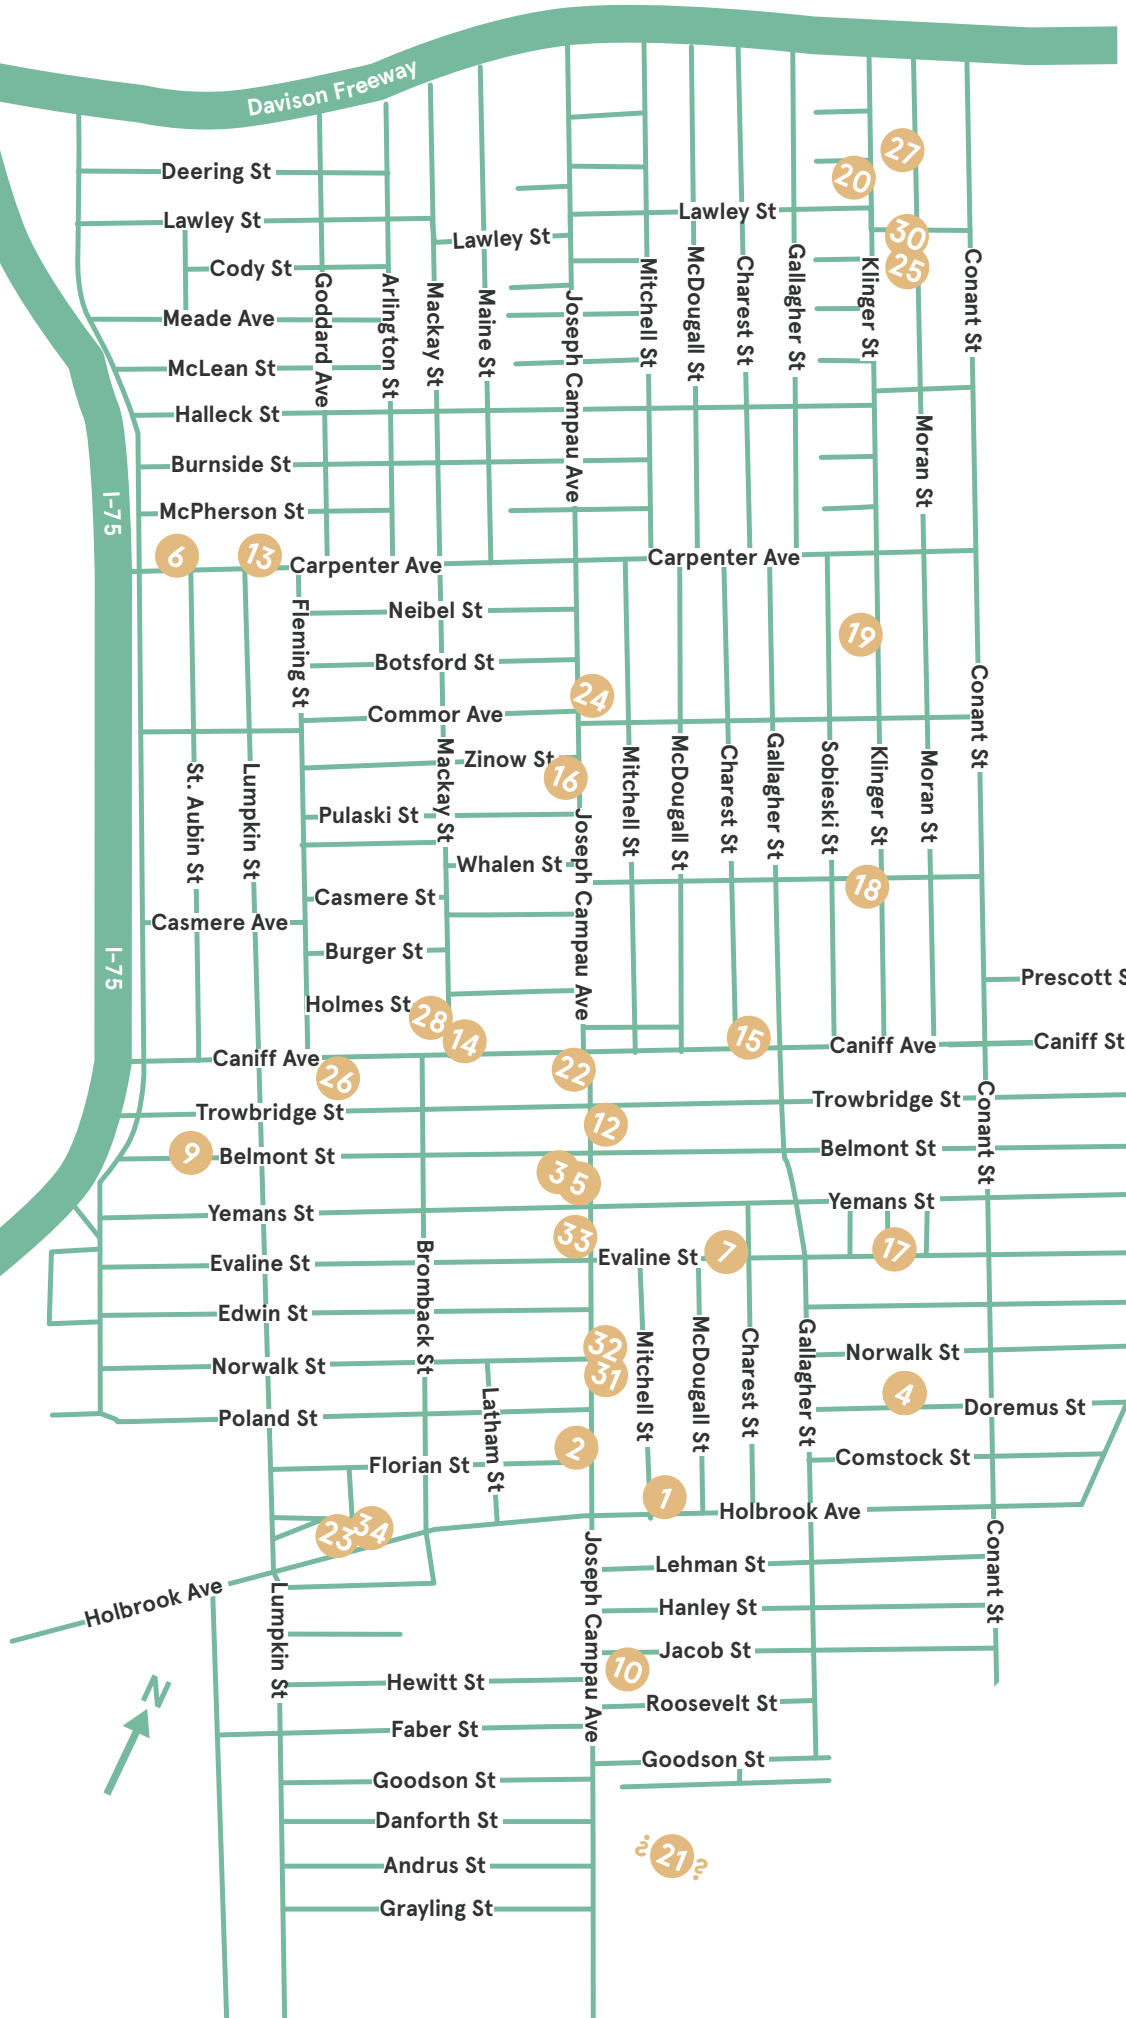 Davison Freeway
27
Deering St
20
Lawley St
Lawley St
Lawley St
30
Cody St
25
Goddard Ave
Arlington St
Mackay St
Maine St
Joseph Campau Ave
Mitchell St
McDougall St
Charest St
Gallagher St
Klinger St
Conant St
Meade Ave
McLean St
Halleck St
Moran St
Burnside St
I-75
McPherson St
6
13
Carpenter Ave
Carpenter Ave
Fleming St
Neibel St
19
Botsford St
24
Conant St
Commor Ave
Zinow St
16
Mackay St
St. Aubin St
Lumpkin St
Mitchell St
McDougall St
Charest St
Gallagher St
Sobieski St
Klinger St
Moran St
Pulaski St
Joseph Campau Ave
Whalen St
18
Casmere St
Casmere Ave
Burger St
I-75
Prescott S
Holmes St
28
14
15
Caniff Ave
Caniff Ave
Caniff St
26
22
Trowbridge St
Trowbridge St
Conant St
12
9
Belmont St
Belmont St
3
5
Yemans St
Yemans St
33
Evaline St
Evaline St
7
17
Bromback St
Edwin St
32
31
Mitchell St
McDougall St
Charest St
Gallagher St
Norwalk St
Norwalk St
4
Latham St
Poland St
Doremus St
2
Florian St
Comstock St
1
Holbrook Ave
23
34
Conant St
Joseph Campau Ave
Lehman St
Holbrook Ave
Lumpkin St
Hanley St
Jacob St
10
N
Hewitt St
Roosevelt St
Faber St
Goodson St
Goodson St
Danforth St
¿21?
Andrus St
Grayling St